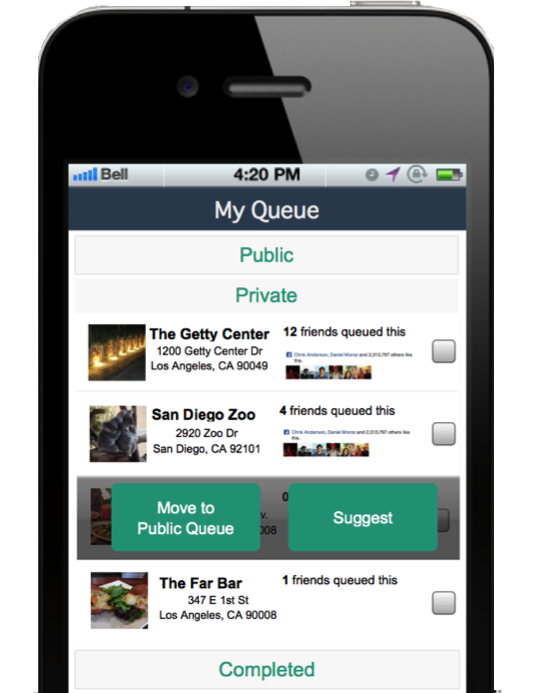 Bell 4:20 PM
My Queue
Public
Private
The Getty Center
1200 Getty Center Dr
Los Angeles, CA 90049
12 friends queued this
Chris Anderson, Daniel Moroz and 2,313,787 others like
this.
San Diego Zoo
2920 Zoo Dr
San Diego, CA 92101
4 friends queued this
Chris Anderson, Daniel Moroz and 2,313,787 others like
this.
Move to
Public Queue
Suggest
0
v.
008
The Far Bar
347 E 1st St
Los Angeles, CA 90008
1 friends queued this
Completed